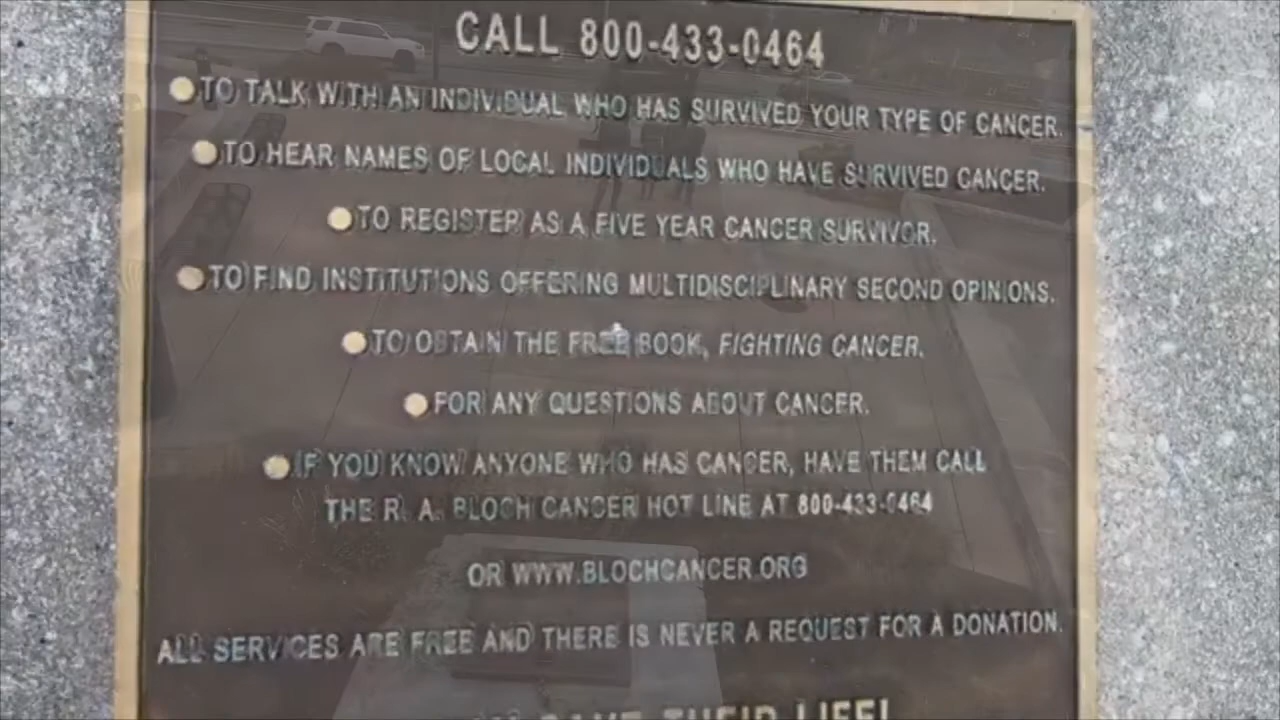 CALL 800-433-0464
TO TALK WITH AN INDIVIDUAL WHO HAS SURVIVED YOUR TYPE OF CANCER.
TO HEAR NAMES OF LOCAL INDIVIDUALS WHO HAVE SURVIVED CANCER.
TO REGISTER AS A FIVE YEAR CANCER SURVIVOR.
TO FIND INSTITUTIONS OFFERING MULTIDISCIPLINARY SECOND OPINIONS.
TO OBTAIN THE FREE BOOK, FIGHTING CANCER.
FOR ANY QUESTIONS ABOUT CANCER.
IF YOU KNOW ANYONE WHO HAS CANCER, HAVE THEM CALL
THE R. A. BLOCH CANCER HOT LINE AT 800-433-0464
OR WWW.BLOCHCANCER.ORG
ALL SERVICES ARE FREE AND THERE IS NEVER A REQUEST FOR A DONATION.
SAVE THEIR LIFE!